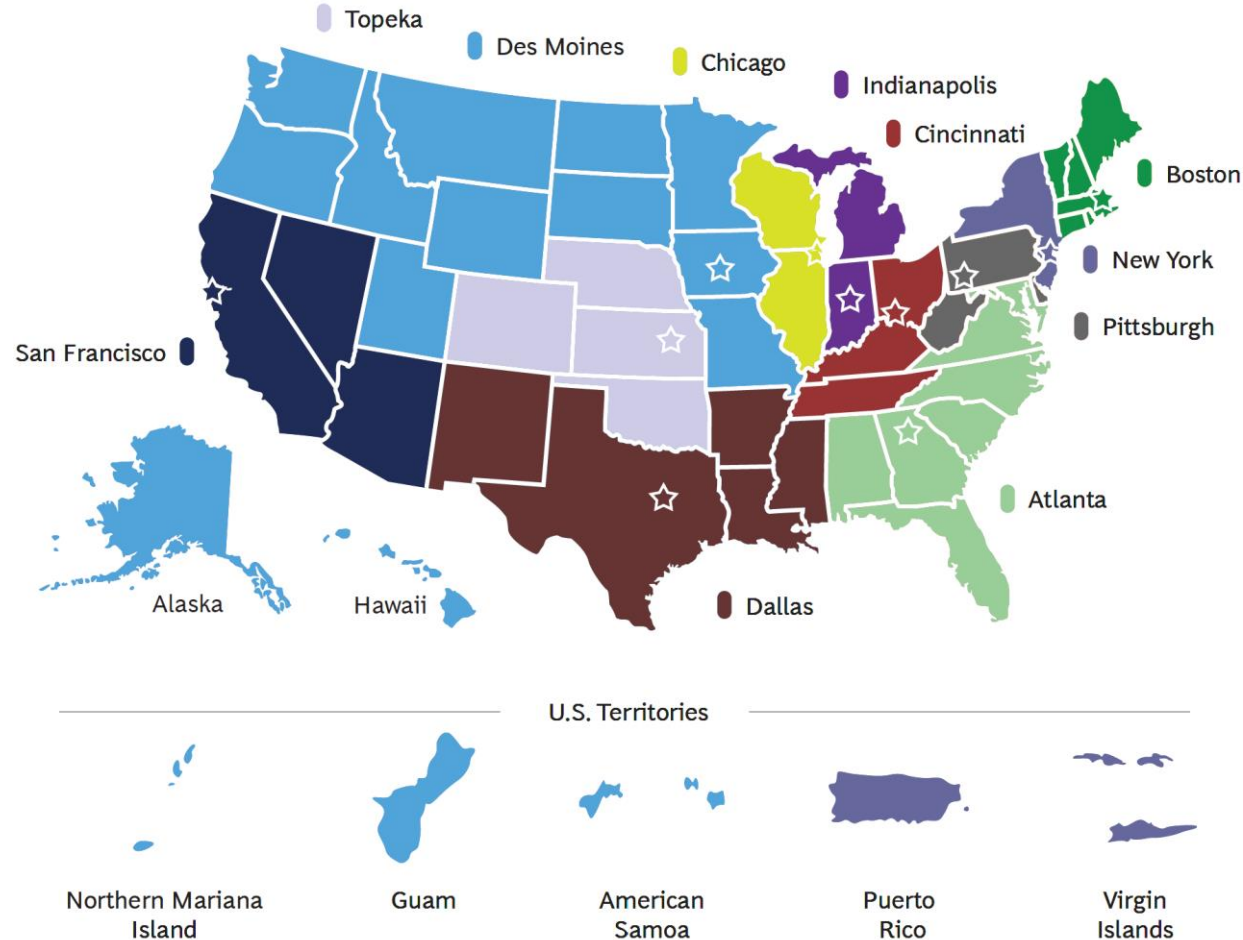 Topeka
Des Moines
Chicago
Indianapolis
Cincinnati
Boston
New York
Pittsburgh
San Francisco
Atlanta
Alaska
Hawaii
Dallas
U.S. Territories
Northern Mariana
Island
Guam
American
Samoa
Puerto
Rico
Virgin
Islands